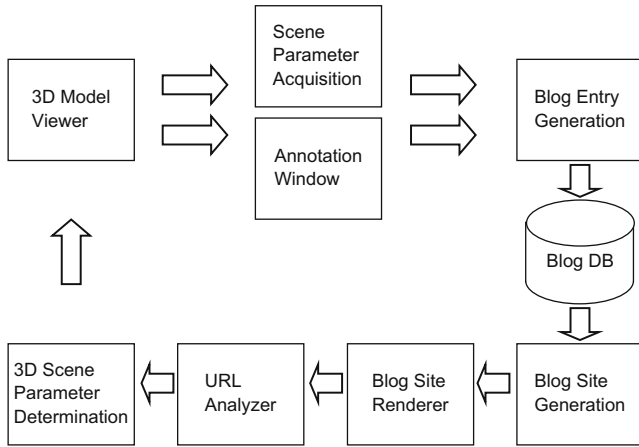 Scene
Parameter
Acquisition
3D Model
Viewer
Blog Entry
Generation
Annotation
Window
Blog DB
3D Scene
Parameter
Determination
URL
Analyzer
Blog Site
Renderer
Blog Site
Generation